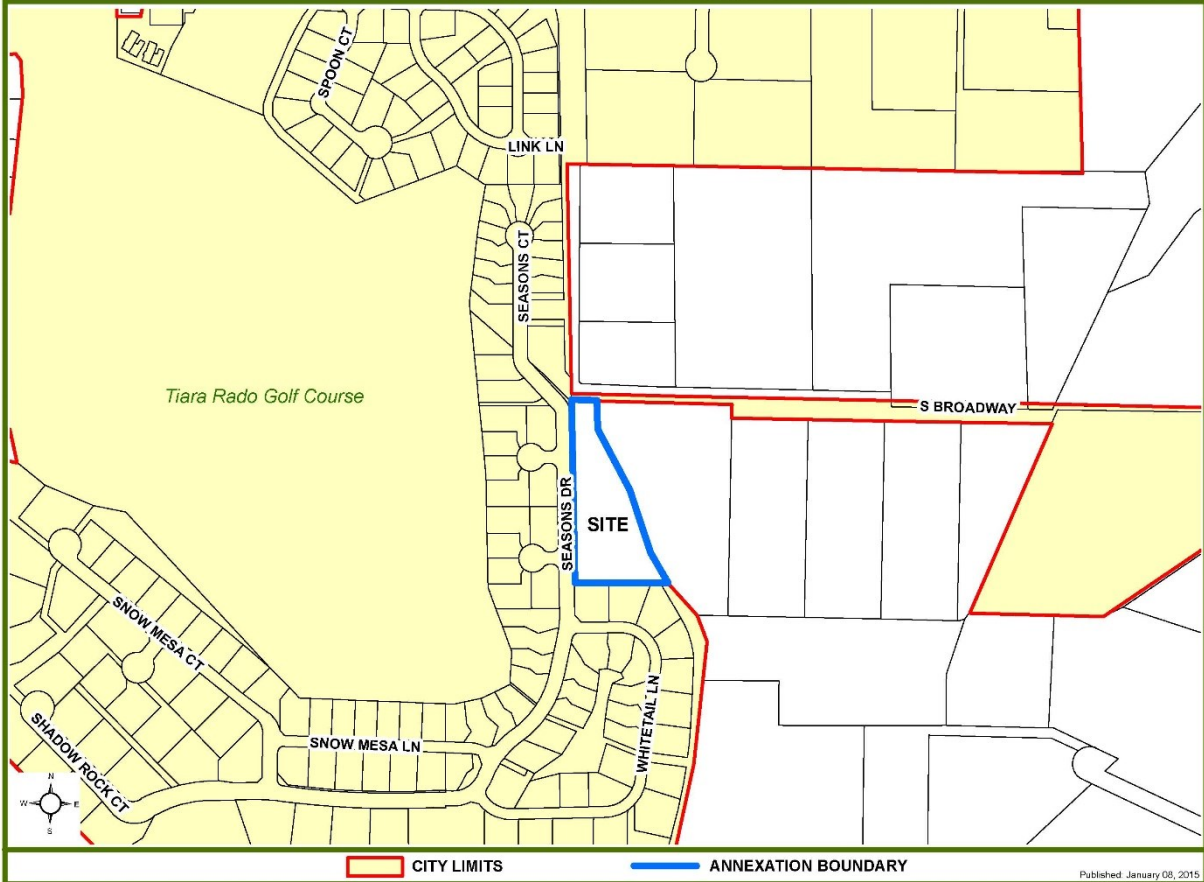 SPOON CT
LINK LN
SEASONS CT
Tiara Rado Golf Course
S BROADWAY
SEASONS DR
SITE
SNOW MESA CT
WHITETAIL LN
SHADOW ROCK CT
SNOW MESA LN
N
W E
S
CITY LIMITS
ANNEXATION BOUNDARY
Published: January 08, 2015